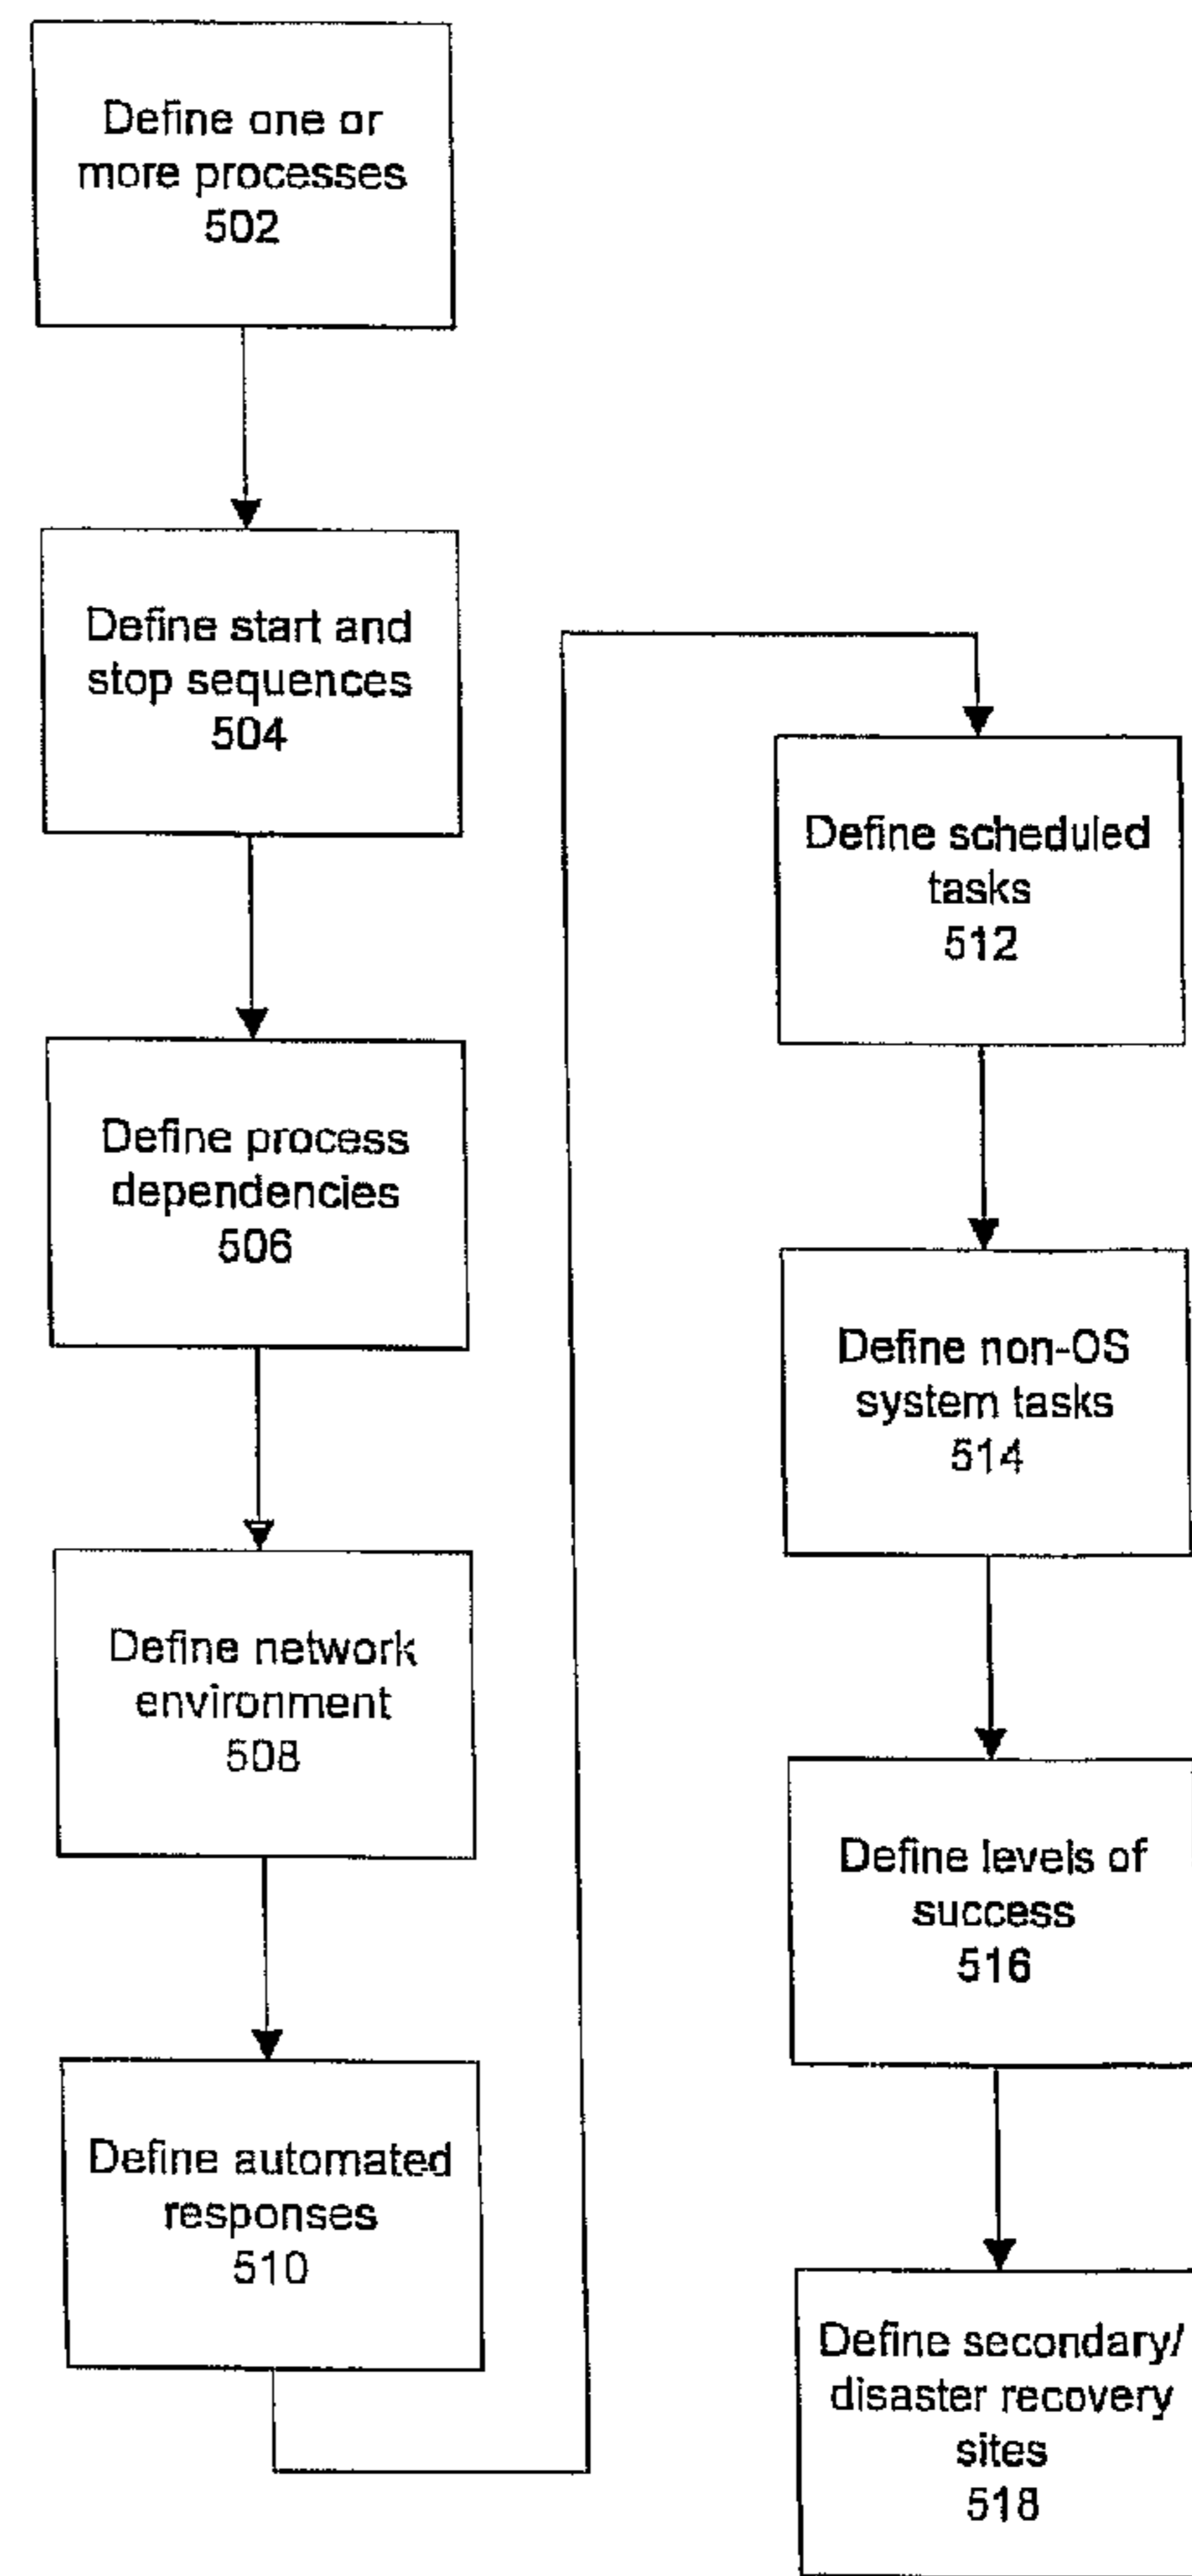 Define one or
more processes
502
Define start and
stop sequences
504
Define process
dependencies
506
Define network
environment
508
Define automated
responses
510
Define scheduled
tasks
512
Define non-OS
system tasks
514
Define levels of
success
516
Define secondary/
disaster recovery
sites
518